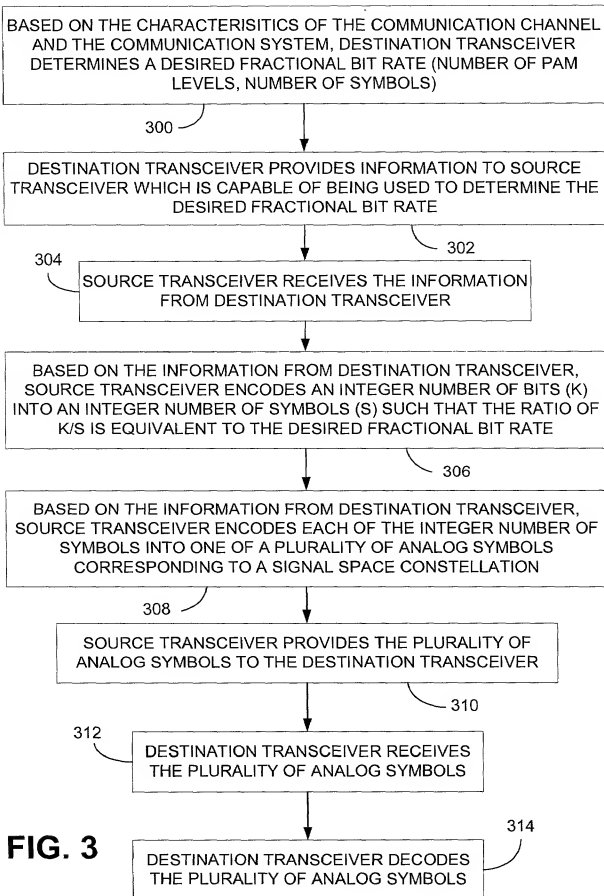 BASED ON THE CHARACTERISITICS OF THE COMMUNICATION CHANNEL
AND THE COMMUNICATION SYSTEM, DESTINATION TRANSCEIVER
DETERMINES A DESIRED FRACTIONAL BIT RATE (NUMBER OF PAM
LEVELS, NUMBER OF SYMBOLS)
300
DESTINATION TRANSCEIVER PROVIDES INFORMATION TO SOURCE
TRANSCEIVER WHICH IS CAPABLE OF BEING USED TO DETERMINE THE
DESIRED FRACTIONAL BIT RATE
302
304
SOURCE TRANSCEIVER RECEIVES THE INFORMATION
FROM DESTINATION TRANSCEIVER
BASED ON THE INFORMATION FROM DESTINATION TRANSCEIVER,
SOURCE TRANSCEIVER ENCODES AN INTEGER NUMBER OF BITS (K)
INTO AN INTEGER NUMBER OF SYMBOLS (S) SUCH THAT THE RATIO OF
K/S IS EQUIVALENT TO THE DESIRED FRACTIONAL BIT RATE
306
BASED ON THE INFORMATION FROM DESTINATION TRANSCEIVER,
SOURCE TRANSCEIVER ENCODES EACH OF THE INTEGER NUMBER OF
SYMBOLS INTO ONE OF A PLURALITY OF ANALOG SYMBOLS
CORRESPONDING TO A SIGNAL SPACE CONSTELLATION
308
SOURCE TRANSCEIVER PROVIDES THE PLURALITY OF
ANALOG SYMBOLS TO THE DESTINATION TRANSCEIVER
310
312
DESTINATION TRANSCEIVER RECEIVES
THE PLURALITY OF ANALOG SYMBOLS
FIG. 3
314
DESTINATION TRANSCEIVER DECODES
THE PLURALITY OF ANALOG SYMBOLS